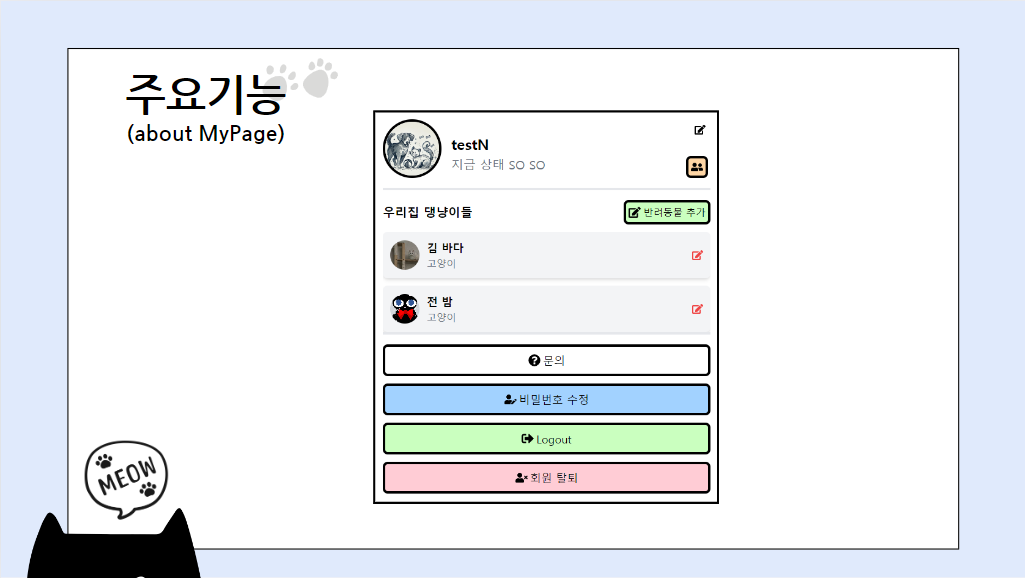 주요기능
(about MyPage)
testN
지금 상태 SO SO
우리집 댕냥이들
반려동물 추가
김 바다
고양이
전 밤
고양이
문의
비밀번호 수정
Logout
회원 탈퇴
MEOW